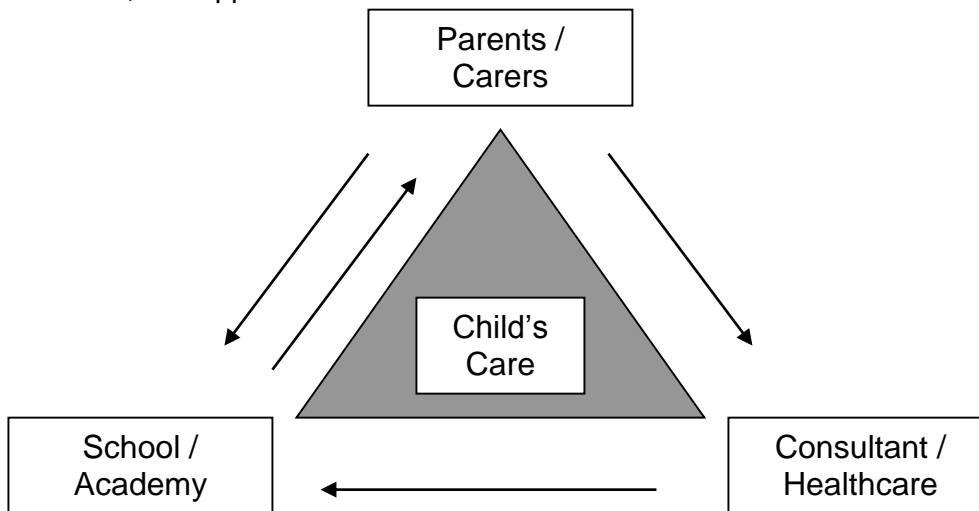 Parents /
Carers
Child's
Care
School /
Academy
Consultant /
Healthcare